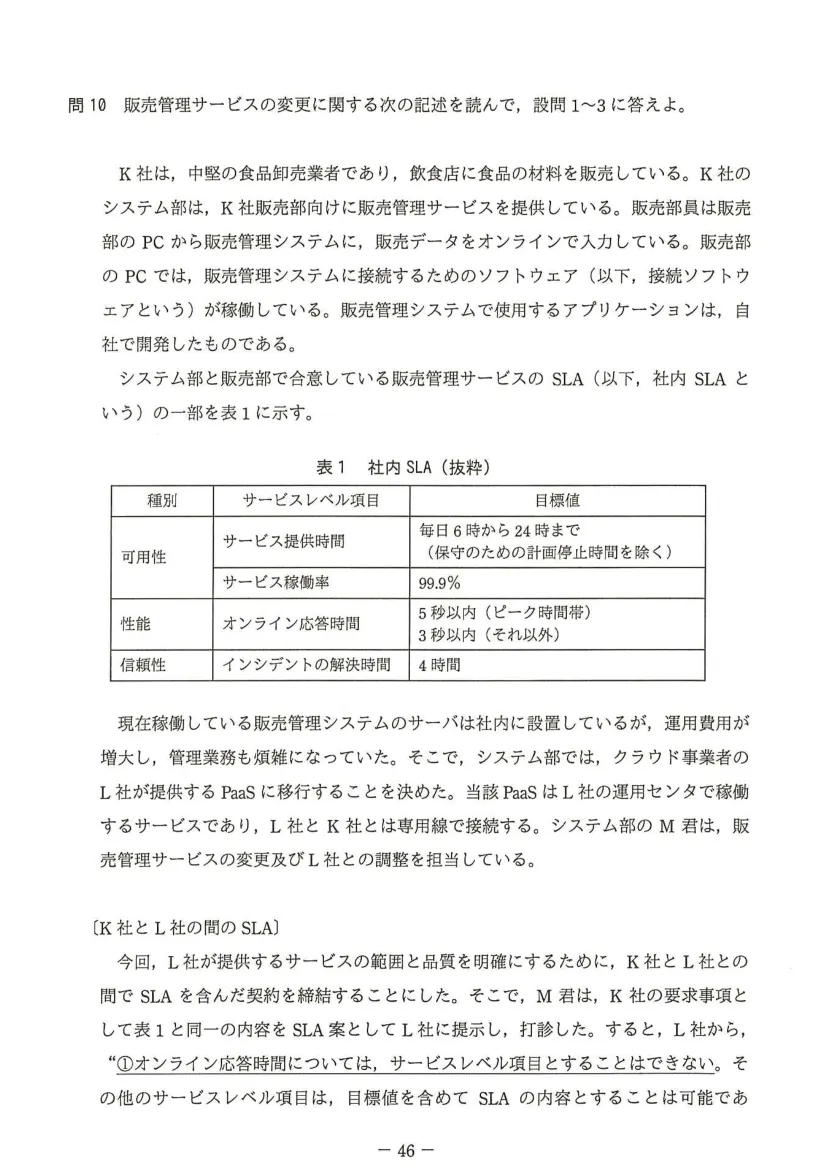 問10 販売管理サービスの変更に関する次の記述を読んで，設問1～3に答えよ。
K社は，中堅の食品卸売業者であり，飲食店に食品の材料を販売している。K社の
システム部は，K社販売部向けに販売管理サービスを提供している。販売部員は販売
部のPCから販売管理システムに，販売データをオンラインで入力している。販売部
のPCでは，販売管理システムに接続するためのソフトウェア（以下，接続ソフトウ
ェアという）が稼働している。販売管理システムで使用するアプリケーションは，自
社で開発したものである。
システム部と販売部で合意している販売管理サービスのSLA（以下，社内SLAと
いう）の一部を表1に示す。
表1 社内SLA（抜粋）
種別 サービスレベル項目 目標値
可用性 サービス提供時間 毎日6時から24時まで
（保守のための計画停止時間を除く）
サービス稼働率 99.9%
性能 オンライン応答時間 5秒以内（ピーク時間帯）
3秒以内（それ以外）
信頼性 インシデントの解決時間 4時間
現在稼働している販売管理システムのサーバは社内に設置しているが，運用費用が
増大し，管理業務も煩雑になっていた。そこで，システム部では，クラウド事業者の
L社が提供するPaaSに移行することを決めた。当該PaaSはL社の運用センタで稼働
するサービスであり，L社とK社とは専用線で接続する。システム部のM君は，販
売管理サービスの変更及びL社との調整を担当している。
〔K社とL社の間のSLA〕
今回，L社が提供するサービスの範囲と品質を明確にするために，K社とL社との
間でSLAを含んだ契約を締結することにした。そこで，M君は，K社の要求事項と
して表1と同一の内容をSLA案としてL社に提示し，打診した。すると，L社から，
“①オンライン応答時間については，サービスレベル項目とすることはできない。そ
の他のサービスレベル項目は，目標値を含めてSLAの内容とすることは可能であ
－ 46 －